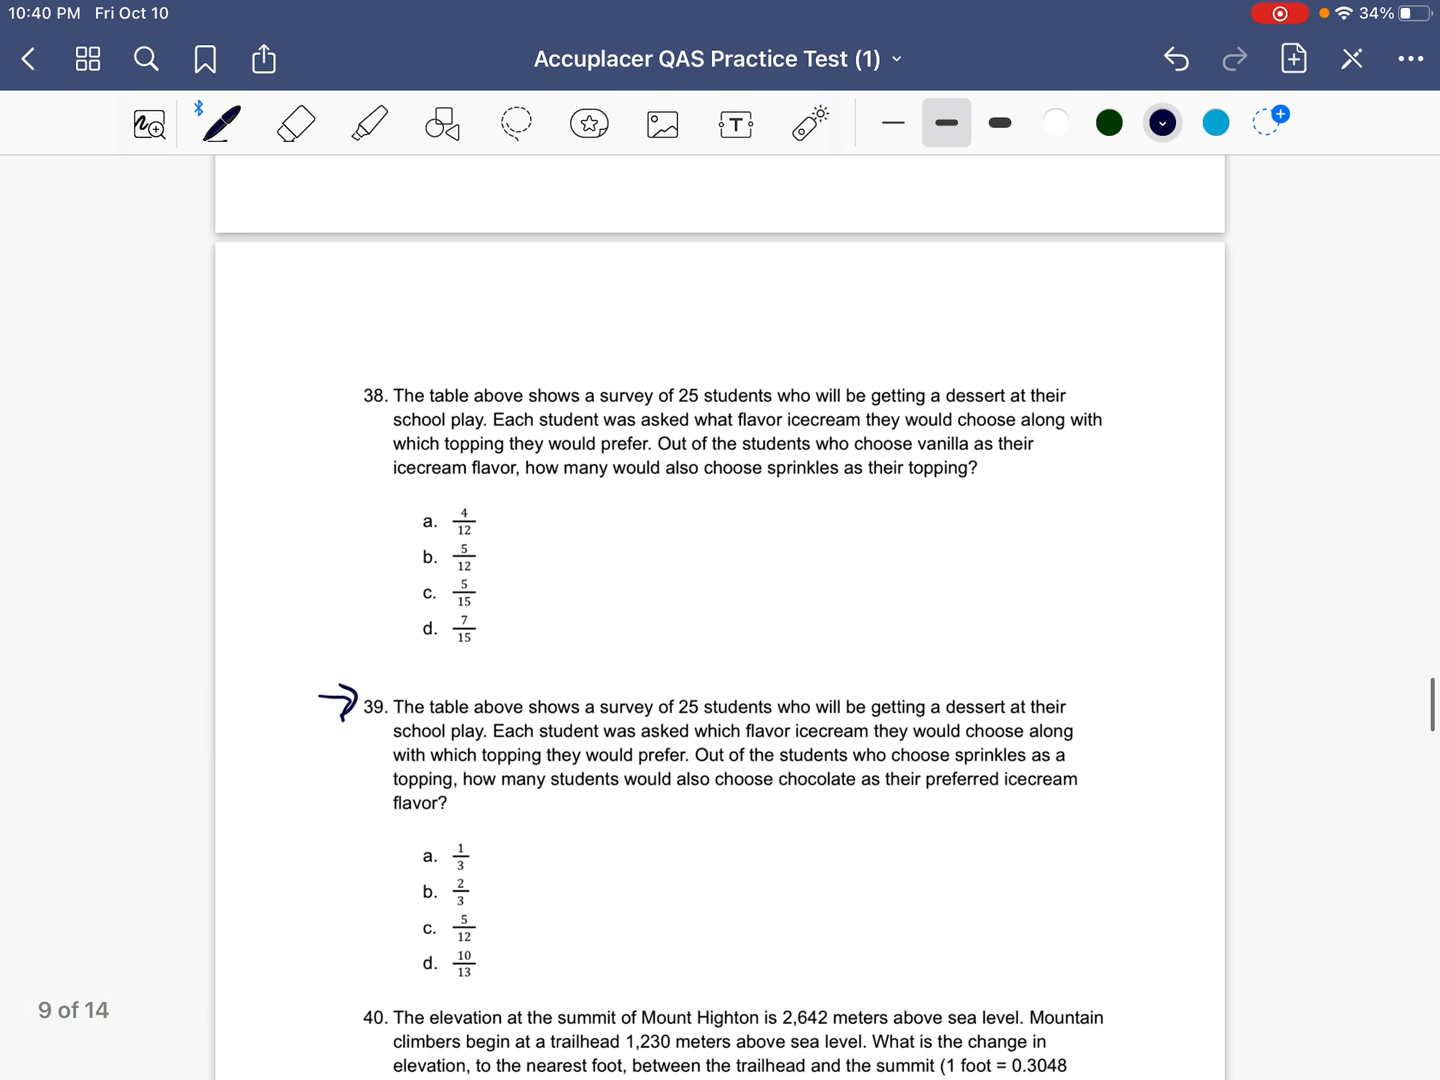 10:40 PM Fri Oct 10
34%
Accuplacer QAS Practice Test (1)
T
38. The table above shows a survey of 25 students who will be getting a dessert at their
school play. Each student was asked what flavor icecream they would choose along with
which topping they would prefer. Out of the students who choose vanilla as their
icecream flavor, how many would also choose sprinkles as their topping?
a. 4/12
b. 5/12
c. 5/15
d. 7/15
39. The table above shows a survey of 25 students who will be getting a dessert at their
school play. Each student was asked which flavor icecream they would choose along
with which topping they would prefer. Out of the students who choose sprinkles as a
topping, how many students would also choose chocolate as their preferred icecream
flavor?
a. 1/3
b. 2/3
c. 5/12
d. 10/13
9 of 14
40. The elevation at the summit of Mount Highton is 2,642 meters above sea level. Mountain
climbers begin at a trailhead 1,230 meters above sea level. What is the change in
elevation, to the nearest foot, between the trailhead and the summit (1 foot = 0.3048